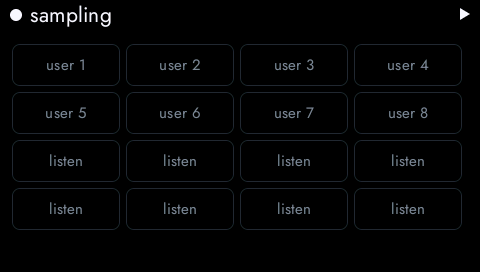 sampling
user 1 user 2 user 3 user 4
user 5 user 6 user 7 user 8
listen listen listen listen
listen listen listen listen